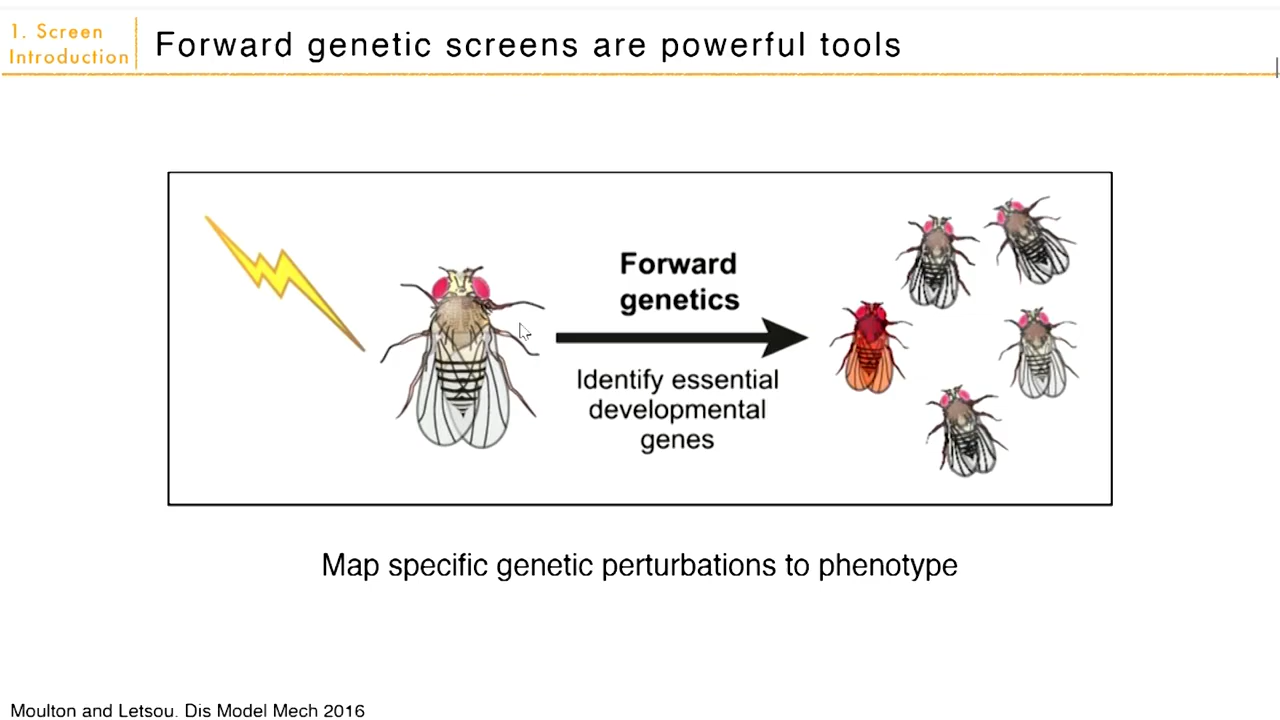 1. Screen
Introduction
Forward genetic screens are powerful tools
Forward
genetics
Identify essential
developmental
genes
Map specific genetic perturbations to phenotype
Moulton and Letsou. Dis Model Mech 2016